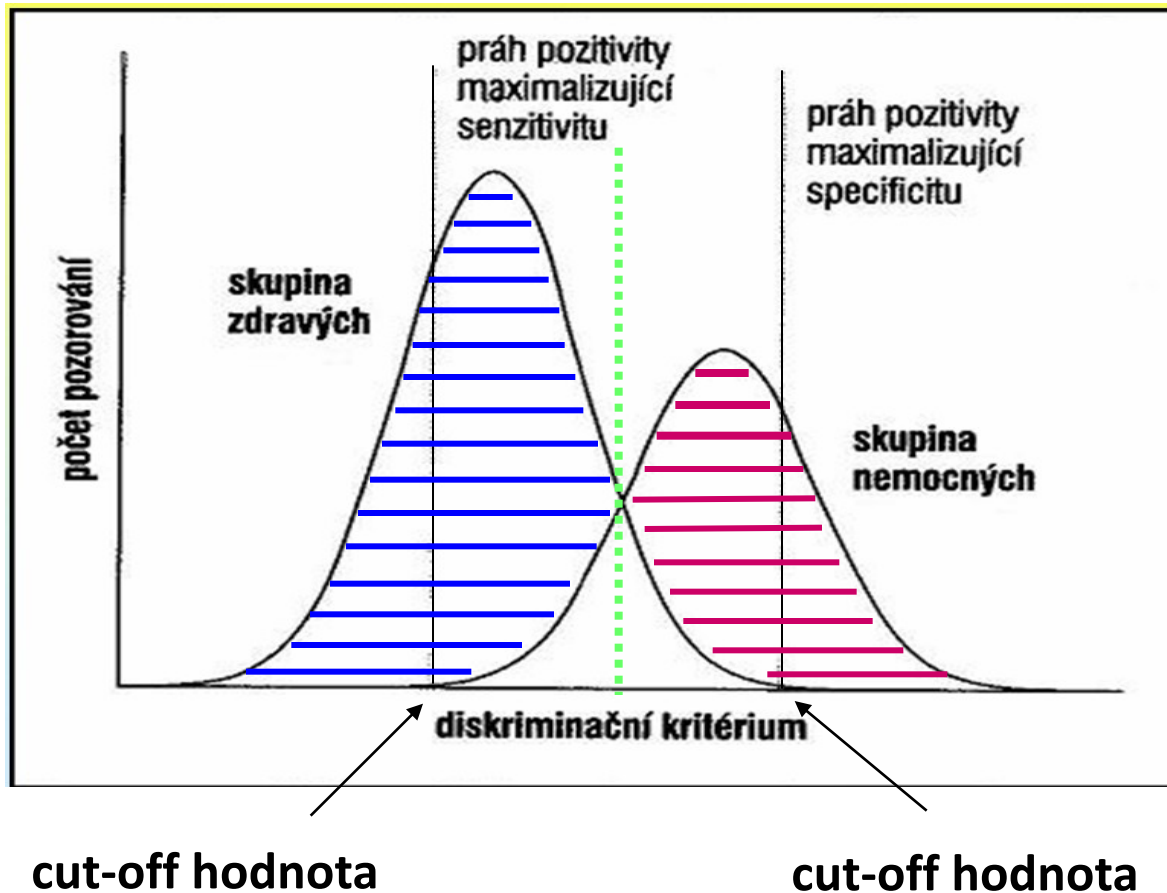 práh pozitivity
maximalizující
senzitivitu
práh pozitivity
maximalizující
specificitu
počet pozorování
skupina
zdravých
skupina
nemocných
diskriminační kritérium
cut-off hodnota
cut-off hodnota